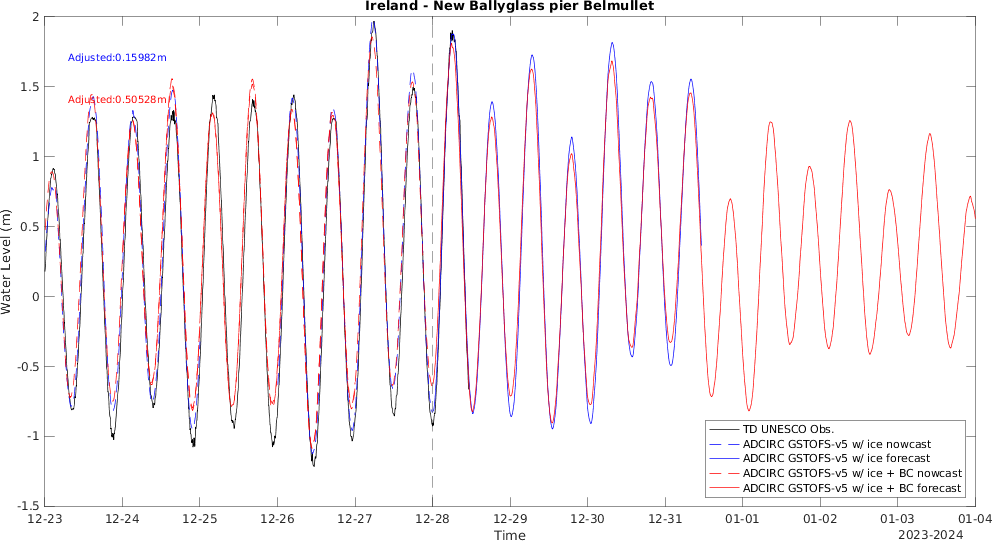 Ireland - New Ballyglass pier Belmullet
2
1.5
1
0.5
0
-0.5
-1
-1.5
Water Level (m)
Adjusted:0.15982m
Adjusted:0.50528m
TD UNESCO Obs.
ADCIRC GSTOFS-v5 w/ ice nowcast
ADCIRC GSTOFS-v5 w/ ice forecast
ADCIRC GSTOFS-v5 w/ ice + BC nowcast
ADCIRC GSTOFS-v5 w/ ice + BC forecast
12-23 12-24 12-25 12-26 12-27 12-28 12-29 12-30 12-31 01-01 01-02 01-03 01-04
Time
2023-2024